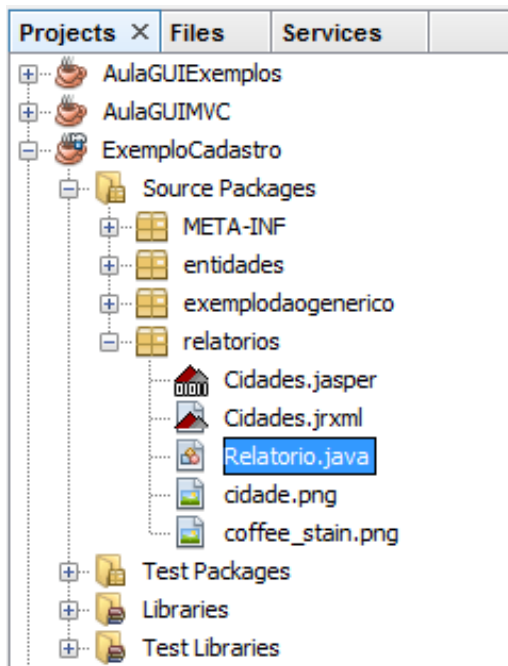 Projects × Files Services
AulaGUIExemplos
AulaGUIMVC
ExemploCadastro
Source Packages
META-INF
entidades
exemplodaogenerico
relatorios
Cidades.jasper
Cidades.jrxml
Relatorio.java
cidade.png
coffee_stain.png
Test Packages
Libraries
Test Libraries